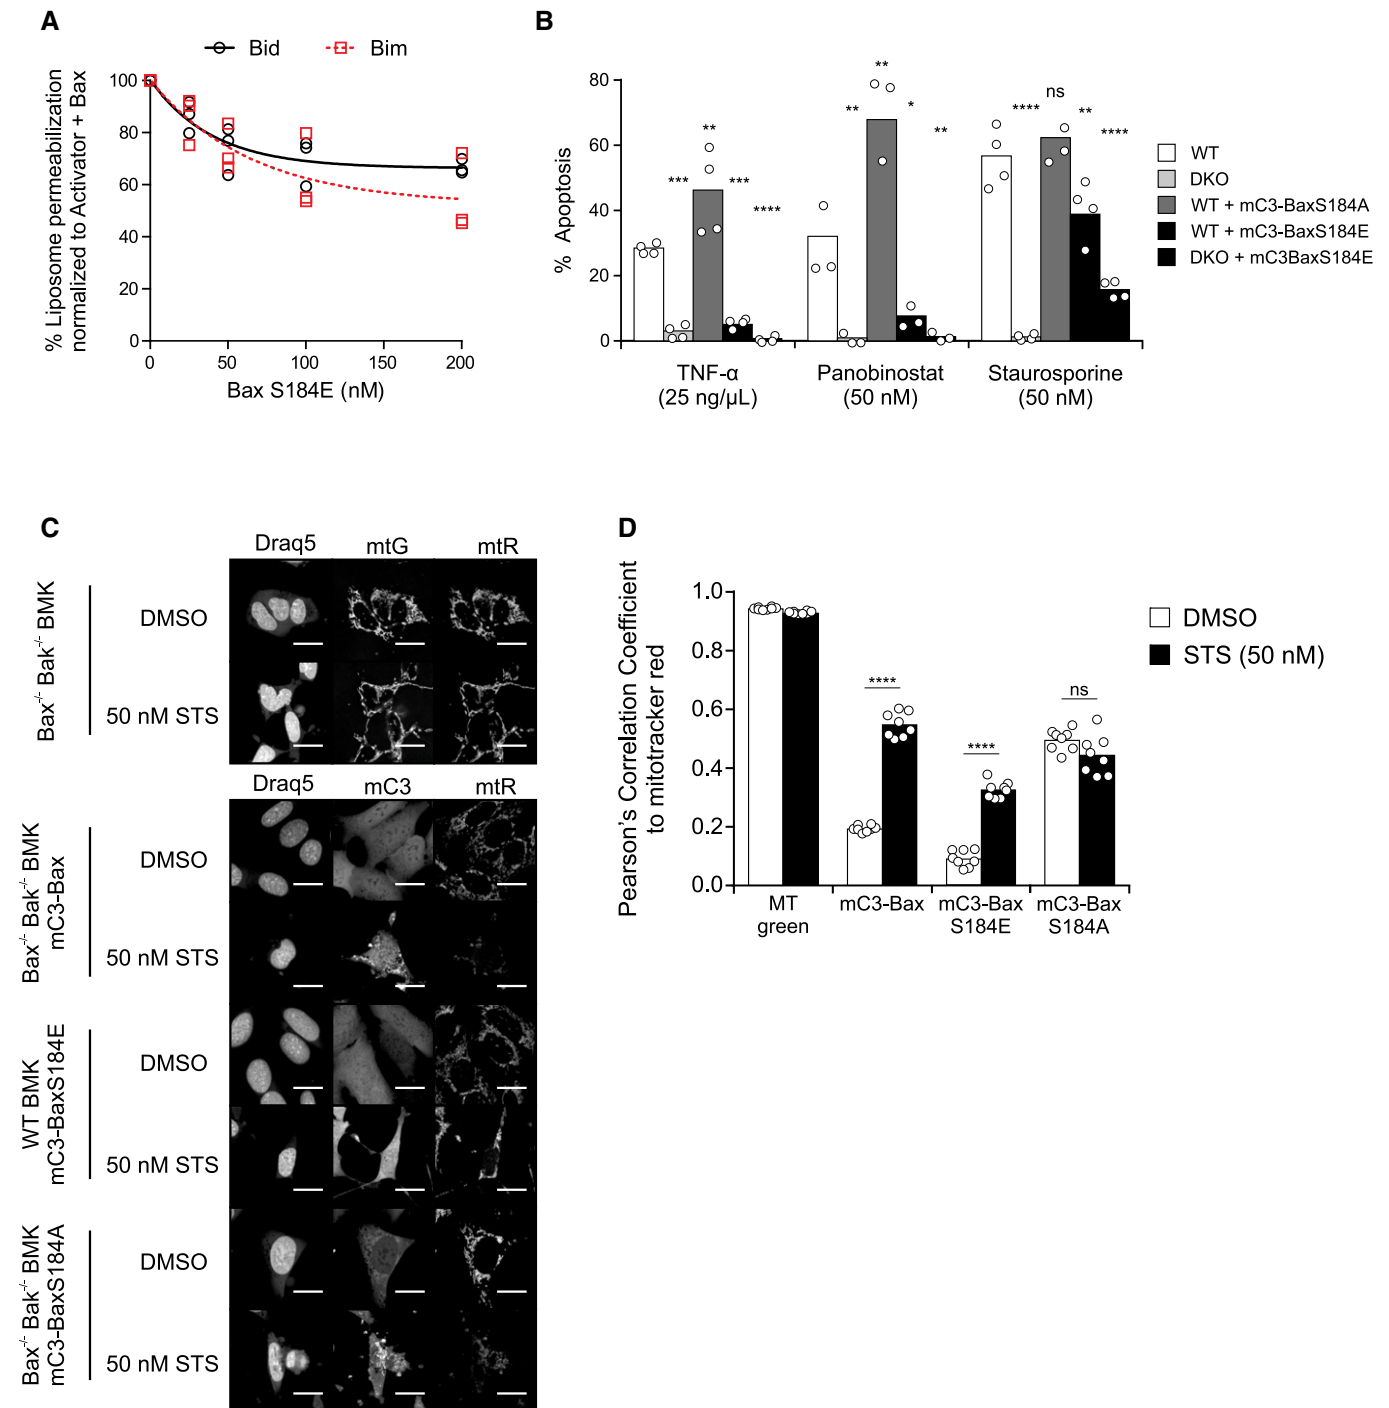 A
Bid
Bim
% Liposome permeabilization
normalized to Activator + Bax
100
80
60
40
20
0
0
50
100
150
200
Bax S184E (nM)
B
% Apoptosis
80
60
40
20
0
***
**
***
****
**
**
*
**
****
ns
**
****
TNF-α
(25 ng/µL)
Panobinostat
(50 nM)
Staurosporine
(50 nM)
WT
DKO
WT + mC3-BaxS184A
WT + mC3-BaxS184E
DKO + mC3BaxS184E
C
Draq5 mtG mtR
Bax-/- Bak-/- BMK
DMSO
50 nM STS
Draq5 mC3 mtR
Bax-/- Bak-/- BMK
mC3-Bax
DMSO
50 nM STS
WT BMK
mC3-BaxS184E
DMSO
50 nM STS
Bax-/- Bak-/- BMK
mC3-BaxS184A
DMSO
50 nM STS
D
Pearson's Correlation Coefficient
to mitotracker red
1.0
0.8
0.6
0.4
0.2
0.0
****
****
ns
MT
green
mC3-Bax
mC3-Bax
S184E
mC3-Bax
S184A
DMSO
STS (50 nM)